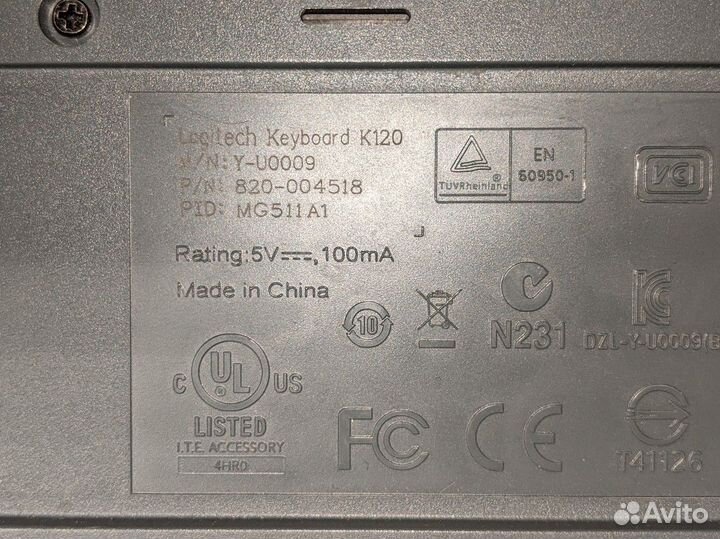 Logitech Keyboard K120
M/N: Y-U0009
P/N: 820-004518
PID: MG511A1
Rating:5V⎓,100mA
Made in China
TUVRheinland®
EN
60950-1
VCI
10
N231
DZL-Y-U0009(B
C UL US
LISTED
I.T.E. ACCESSORY
4HR0
FC
CE
T41126
Avito